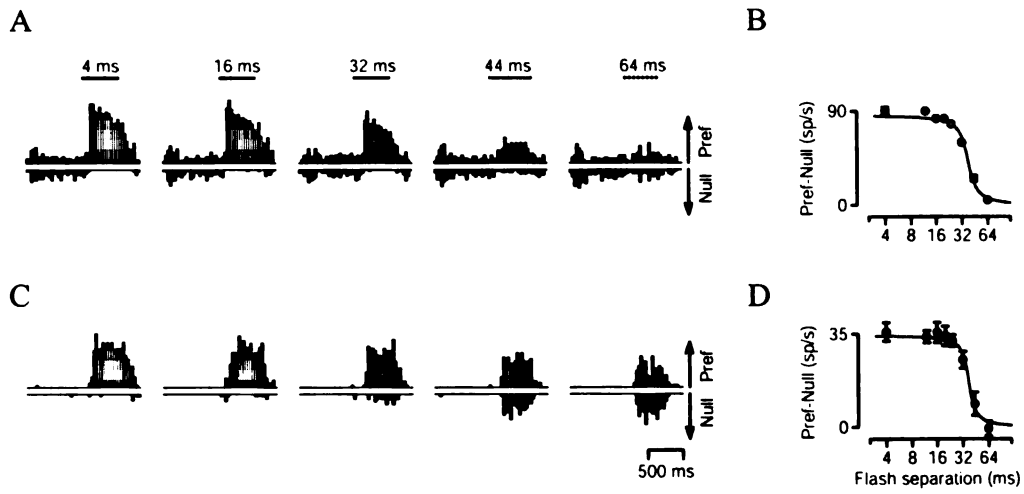 A
B
4 ms
16 ms
32 ms
44 ms
64 ms
Pref
Null
Pref-Null (sp/s)
90
0
4 8 16 32 64
C
D
Pref
Null
500 ms
Pref-Null (sp/s)
35
0
4 8 16 32 64
Flash separation (ms)